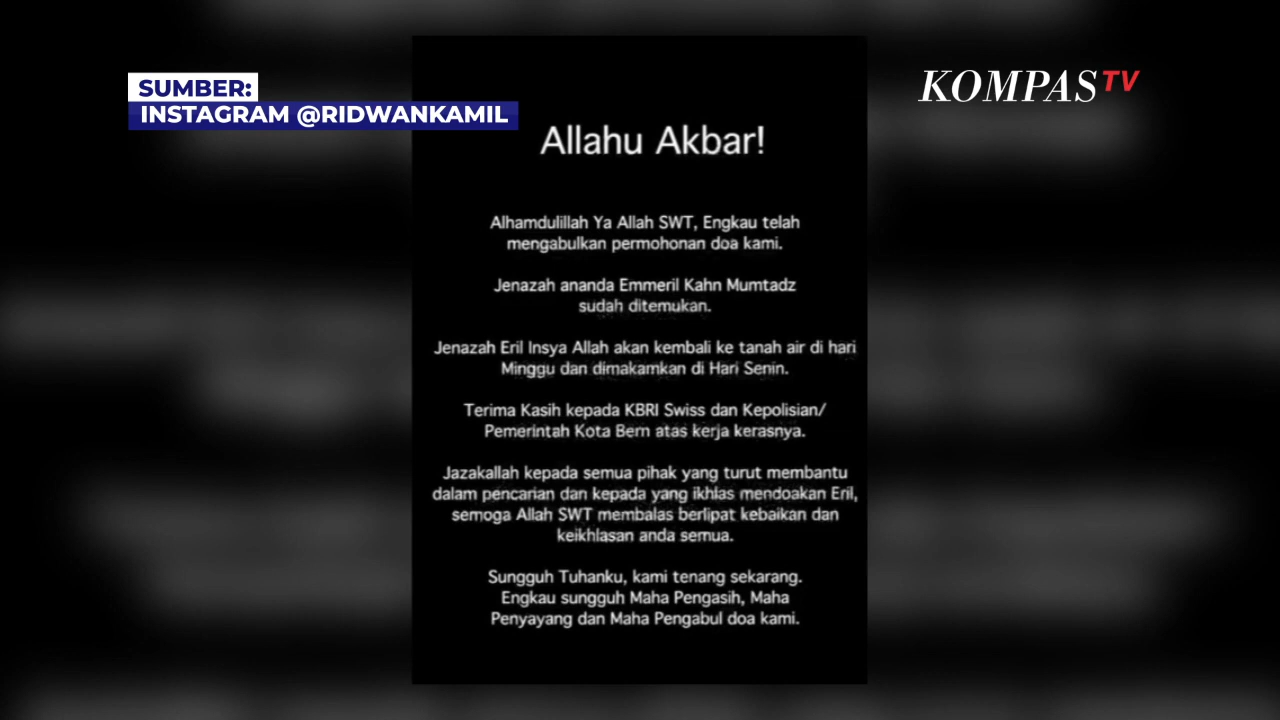 SUMBER:
INSTAGRAM @RIDWANKAMIL
KOMPAS TV
Allahu Akbar!
Alhamdulillah Ya Allah SWT, Engkau telah
mengabulkan permohonan doa kami.
Jenazah ananda Emmeril Kahn Mumtadz
sudah ditemukan.
Jenazah Eril Insya Allah akan kembali ke tanah air di hari
Minggu dan dimakamkan di Hari Senin.
Terima Kasih kepada KBRI Swiss dan Kepolisian/
Pemerintah Kota Bern atas kerja kerasnya.
Jazakallah kepada semua pihak yang turut membantu
dalam pencarian dan kepada yang ikhlas mendoakan Eril,
semoga Allah SWT membalas berlipat kebaikan dan
keikhlasan anda semua.
Sungguh Tuhanku, kami tenang sekarang.
Engkau sungguh Maha Pengasih, Maha
Penyayang dan Maha Pengabul doa kami.